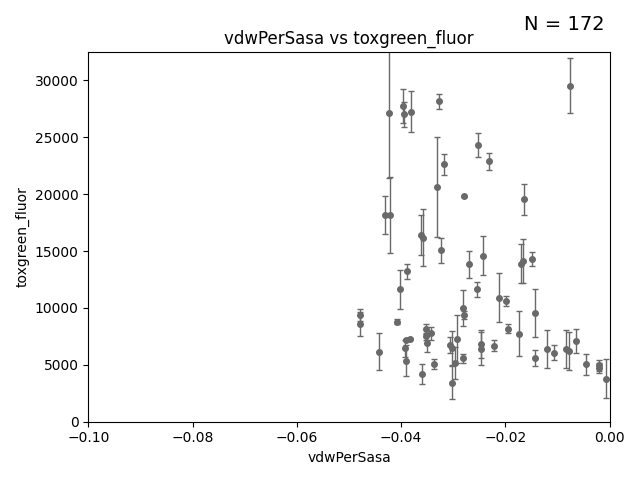 N = 172
vdwPerSasa vs toxgreen_fluor
toxgreen_fluor
30000
25000
20000
15000
10000
5000
0
−0.10 −0.08 −0.06 −0.04 −0.02 0.00
vdwPerSasa